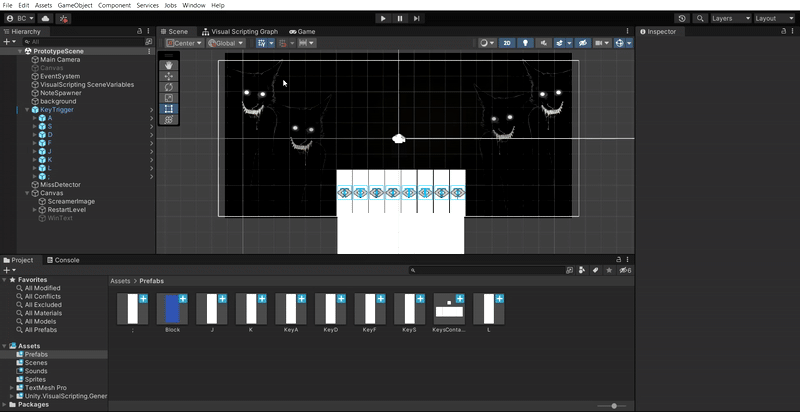 File Edit Assets GameObject Component Services Jobs Window Help
BC Asset Store
Layers Layout
Hierarchy Scene Visual Scripting Graph Game Inspector
All
Center Global 2D
PrototypeScene
Main Camera
Canvas
EventSystem
VisualScripting SceneVariables
NoteSpawner
background
KeyTrigger
A
S
D
F
J
K
L
;
MissDetector
Canvas
ScreamerImage
RestartLevel
WinText
Project Console
6
Favorites
All Modified
All Conflicts
All Excluded
All Materials
All Models
All Prefabs
Assets
Prefabs
Scenes
Sounds
Sprites
TextMesh Pro
Unity.VisualScripting.Gener
Packages
Assets > Prefabs
; Block J K KeyA KeyD KeyF KeyS KeysConta... L